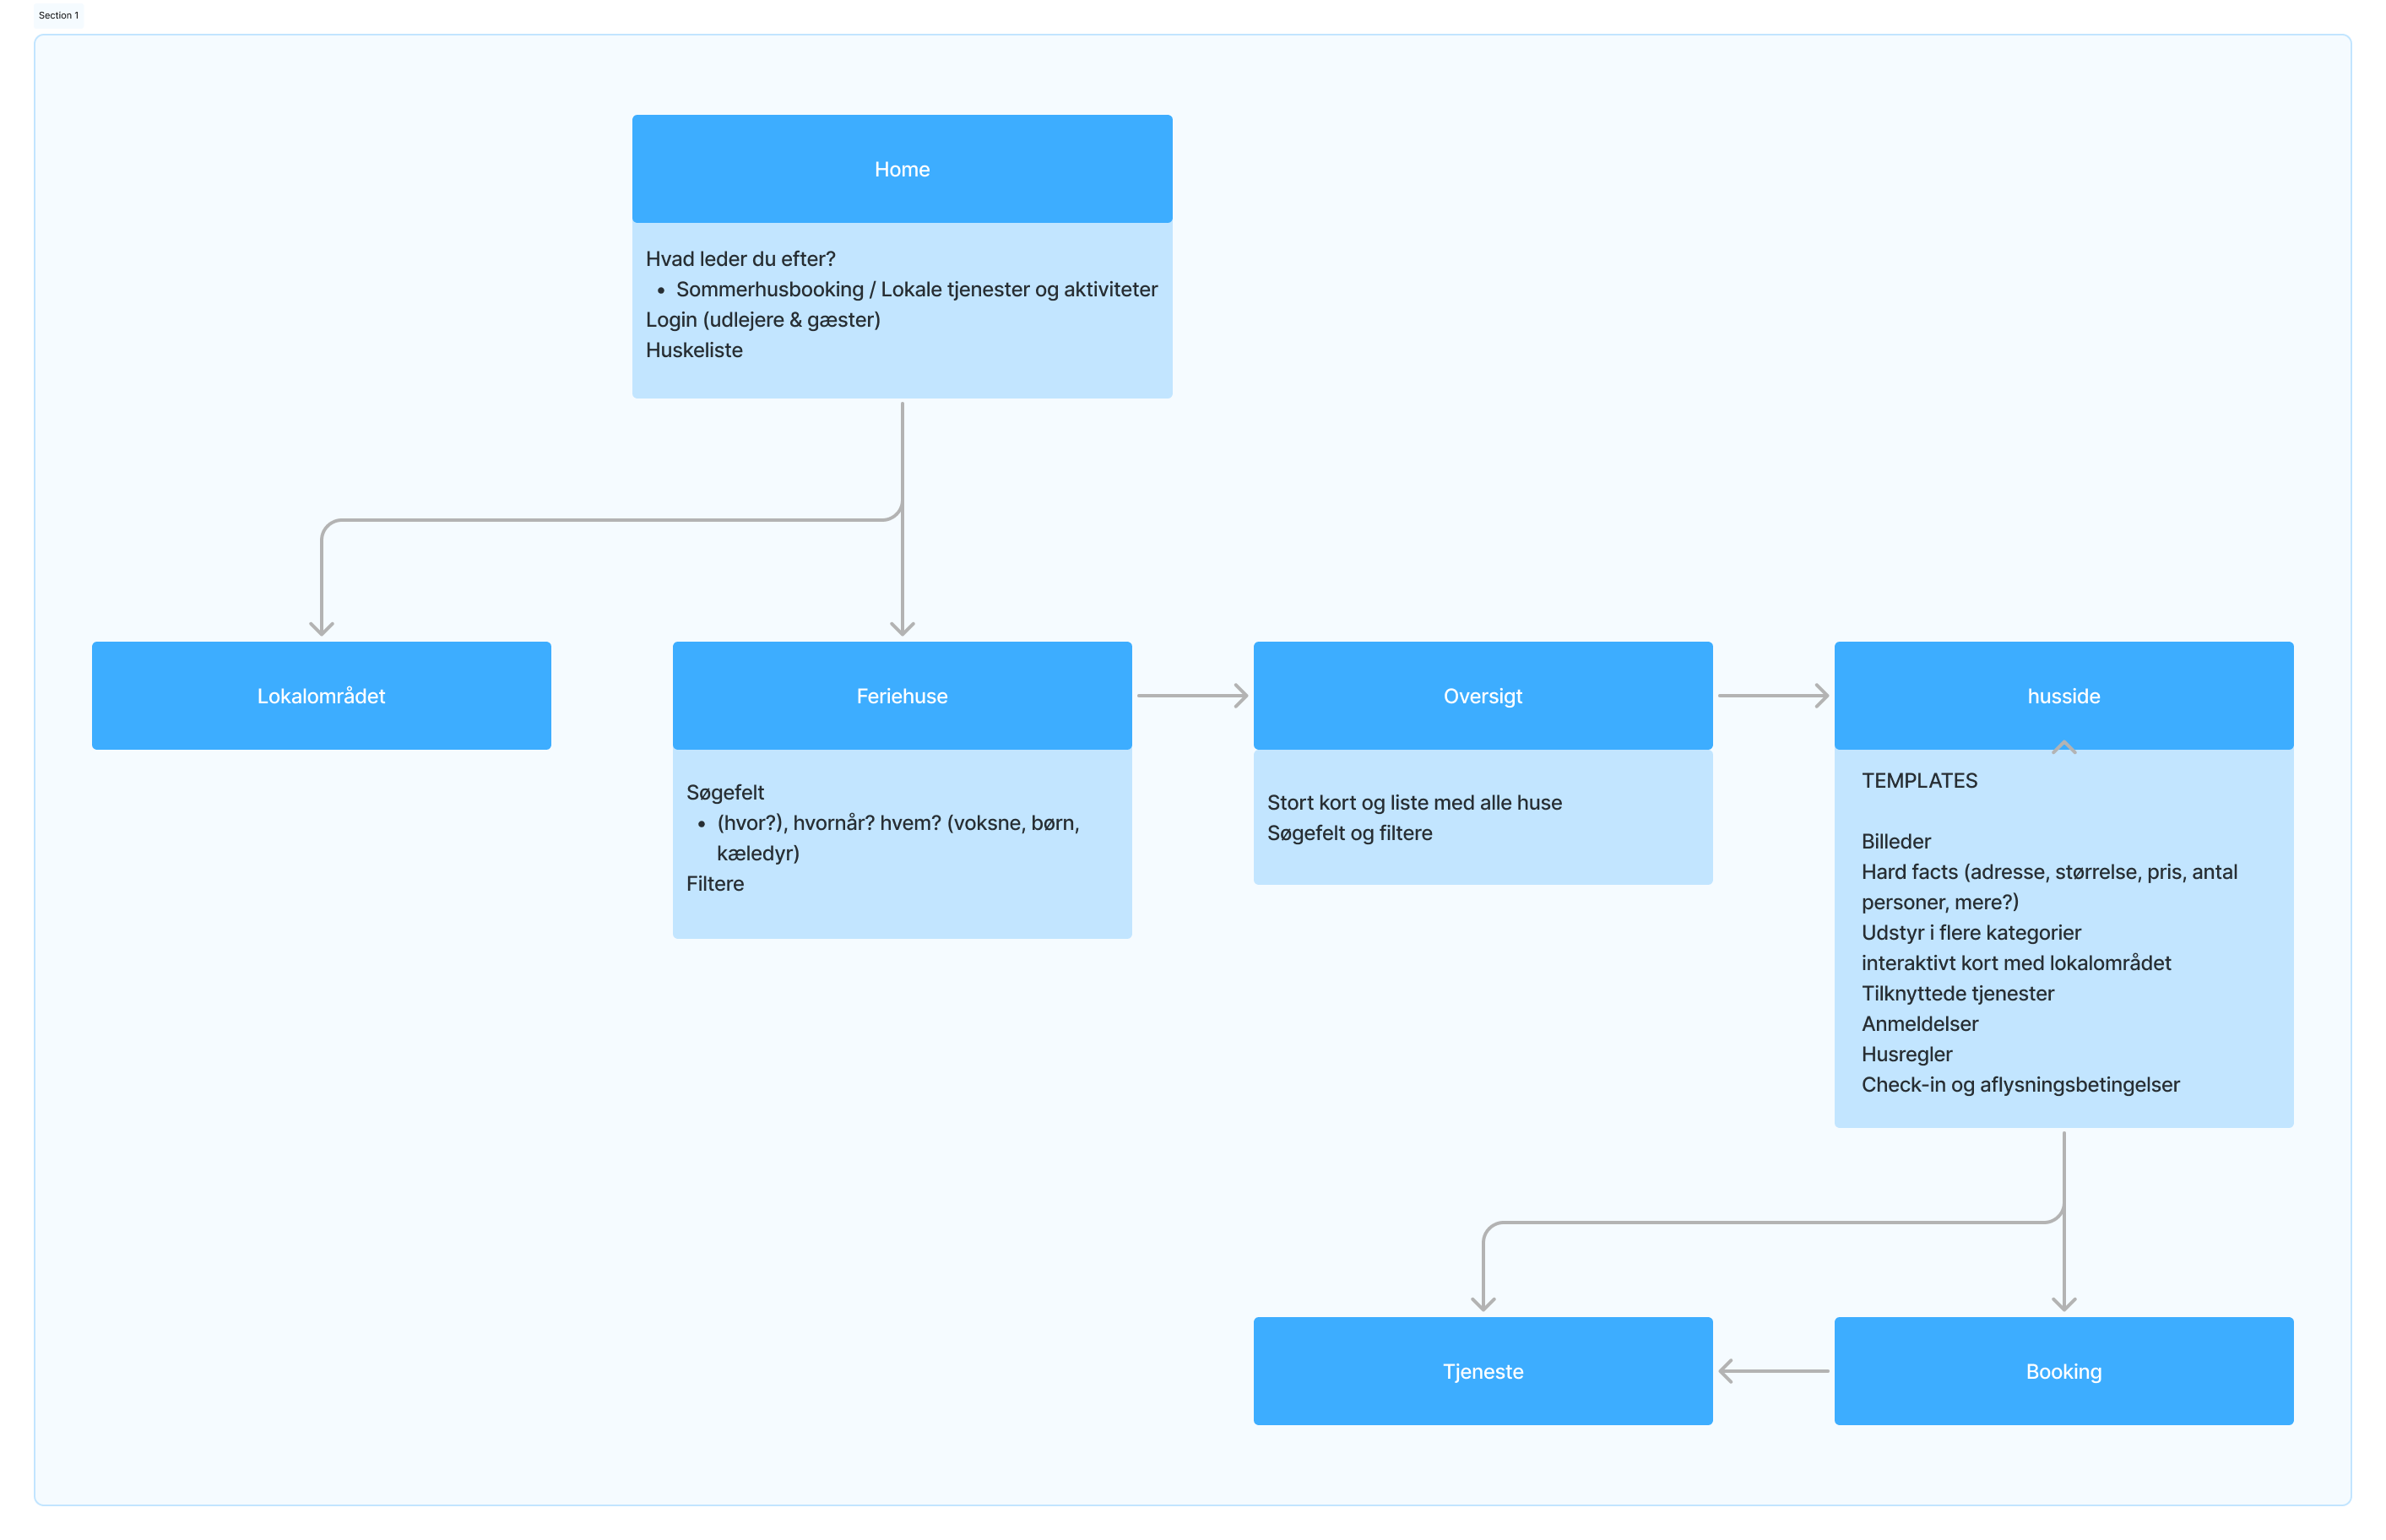 Section 1
Home
Hvad leder du efter?
• Sommerhusbooking / Lokale tjenester og aktiviteter
Login (udlejere & gæster)
Huskeliste
Lokalområdet
Feriehuse
Søgefelt
• (hvor?), hvornår? hvem? (voksne, børn,
kæledyr)
Filtere
Oversigt
Stort kort og liste med alle huse
Søgefelt og filtere
husside
TEMPLATES
Billeder
Hard facts (adresse, størrelse, pris, antal
personer, mere?)
Udstyr i flere kategorier
interaktivt kort med lokalområdet
Tilknyttede tjenester
Anmeldelser
Husregler
Check-in og aflysningsbetingelser
Tjeneste
Booking